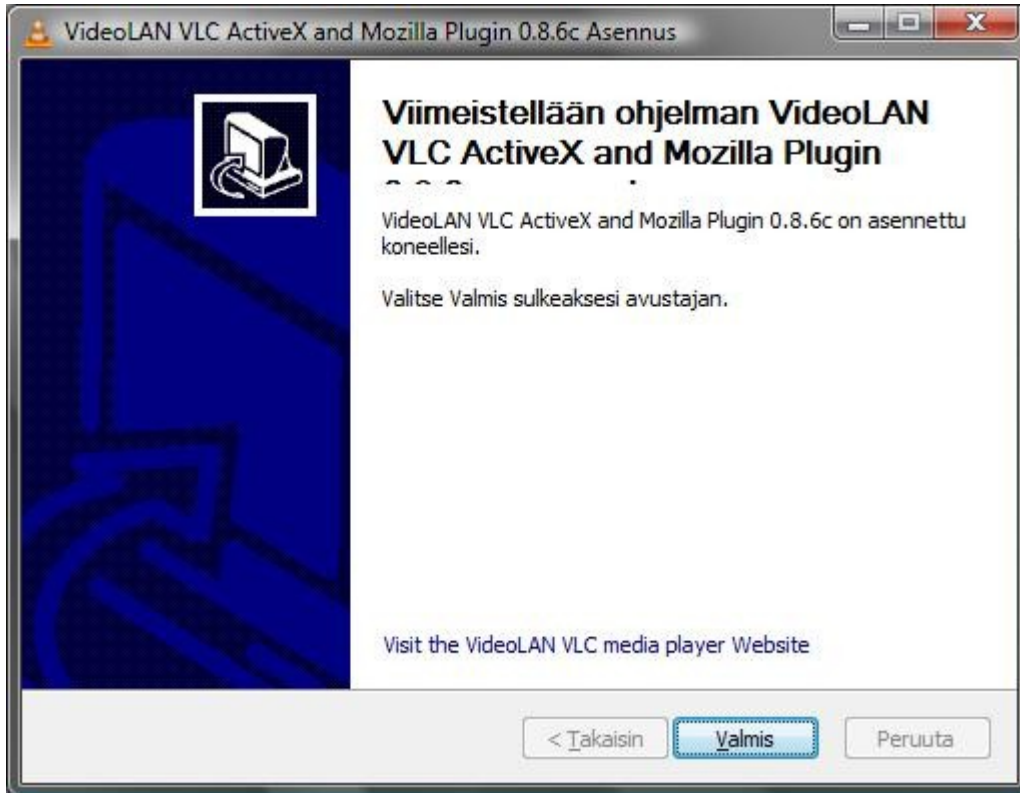 VideoLAN VLC ActiveX and Mozilla Plugin 0.8.6c Asennus
Viimeistellään ohjelman VideoLAN
VLC ActiveX and Mozilla Plugin
VideoLAN VLC ActiveX and Mozilla Plugin 0.8.6c on asennettu
koneellesi.
Valitse Valmis sulkeaksesi avustajan.
Visit the VideoLAN VLC media player Website
< Takaisin
Valmis
Peruuta